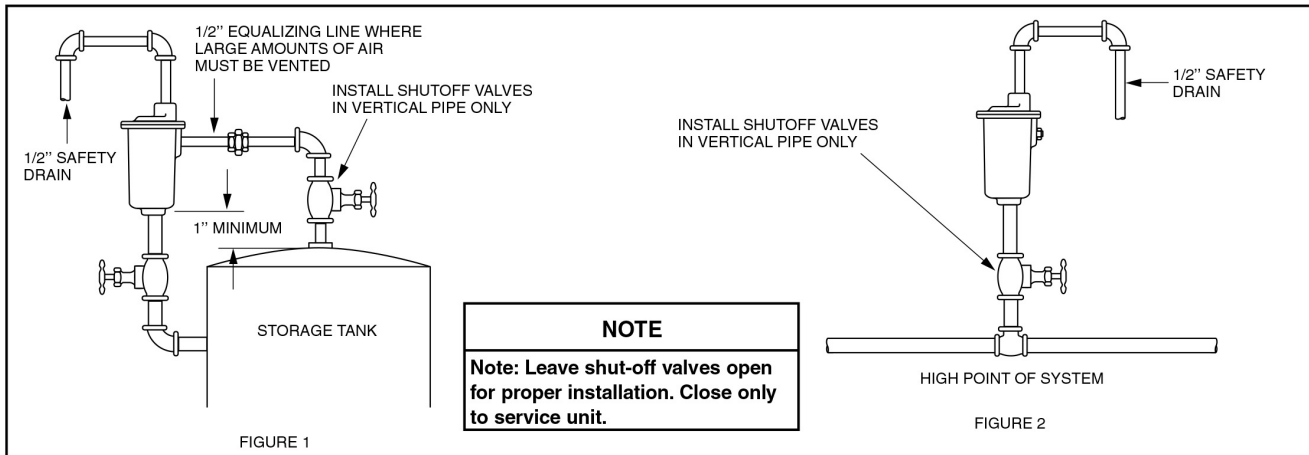 1/2’’ EQUALIZING LINE WHERE
LARGE AMOUNTS OF AIR
MUST BE VENTED
INSTALL SHUTOFF VALVES
IN VERTICAL PIPE ONLY
1/2’’ SAFETY
DRAIN
1’’ MINIMUM
STORAGE TANK
FIGURE 1
NOTE
Note: Leave shut-off valves open
for proper installation. Close only
to service unit.
1/2’’ SAFETY
DRAIN
INSTALL SHUTOFF VALVES
IN VERTICAL PIPE ONLY
HIGH POINT OF SYSTEM
FIGURE 2